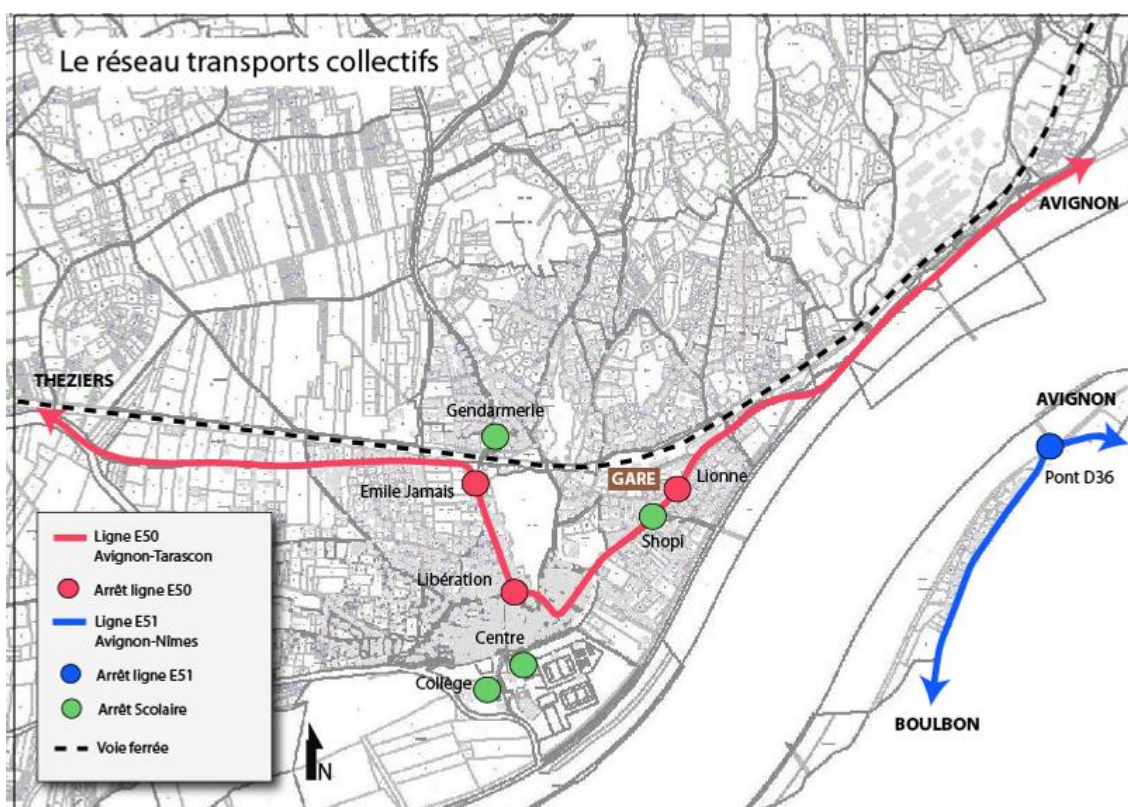 Le réseau transports collectifs
AVIGNON
THEZIERS
Gendarmerie
AVIGNON
Emile Jamais
GARE
Lionne
Pont D36
Shopi
Libération
Centre
Collège
BOULBON
Ligne E50
Avignon-Tarascon
Arrêt ligne E50
Ligne E51
Avignon-Nîmes
Arrêt ligne E51
Arrêt Scolaire
Voie ferrée
N